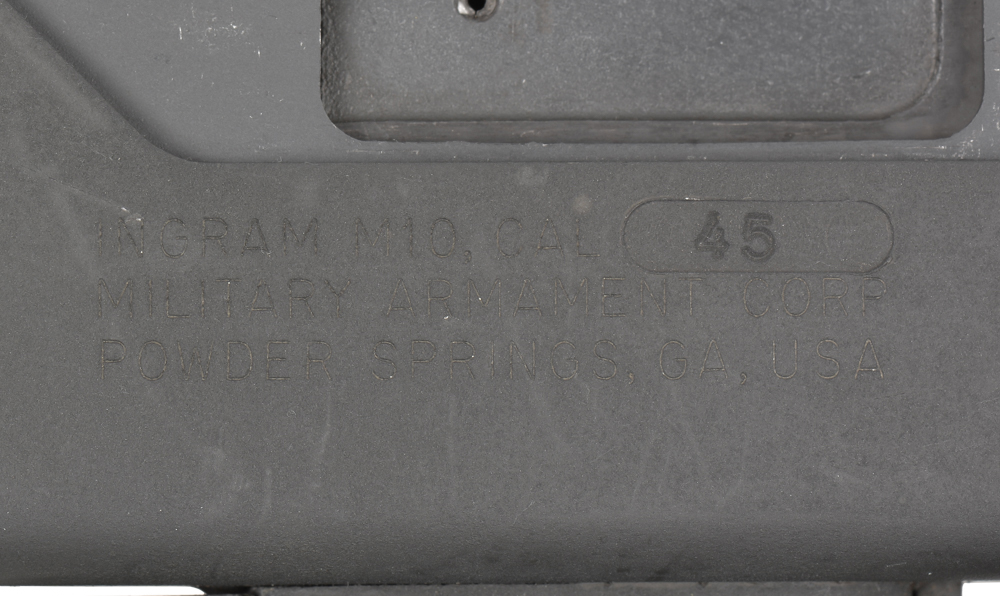 INGRAM M10, CAL 45
MILITARY ARMAMENT CORP
POWDER SPRINGS, GA, USA